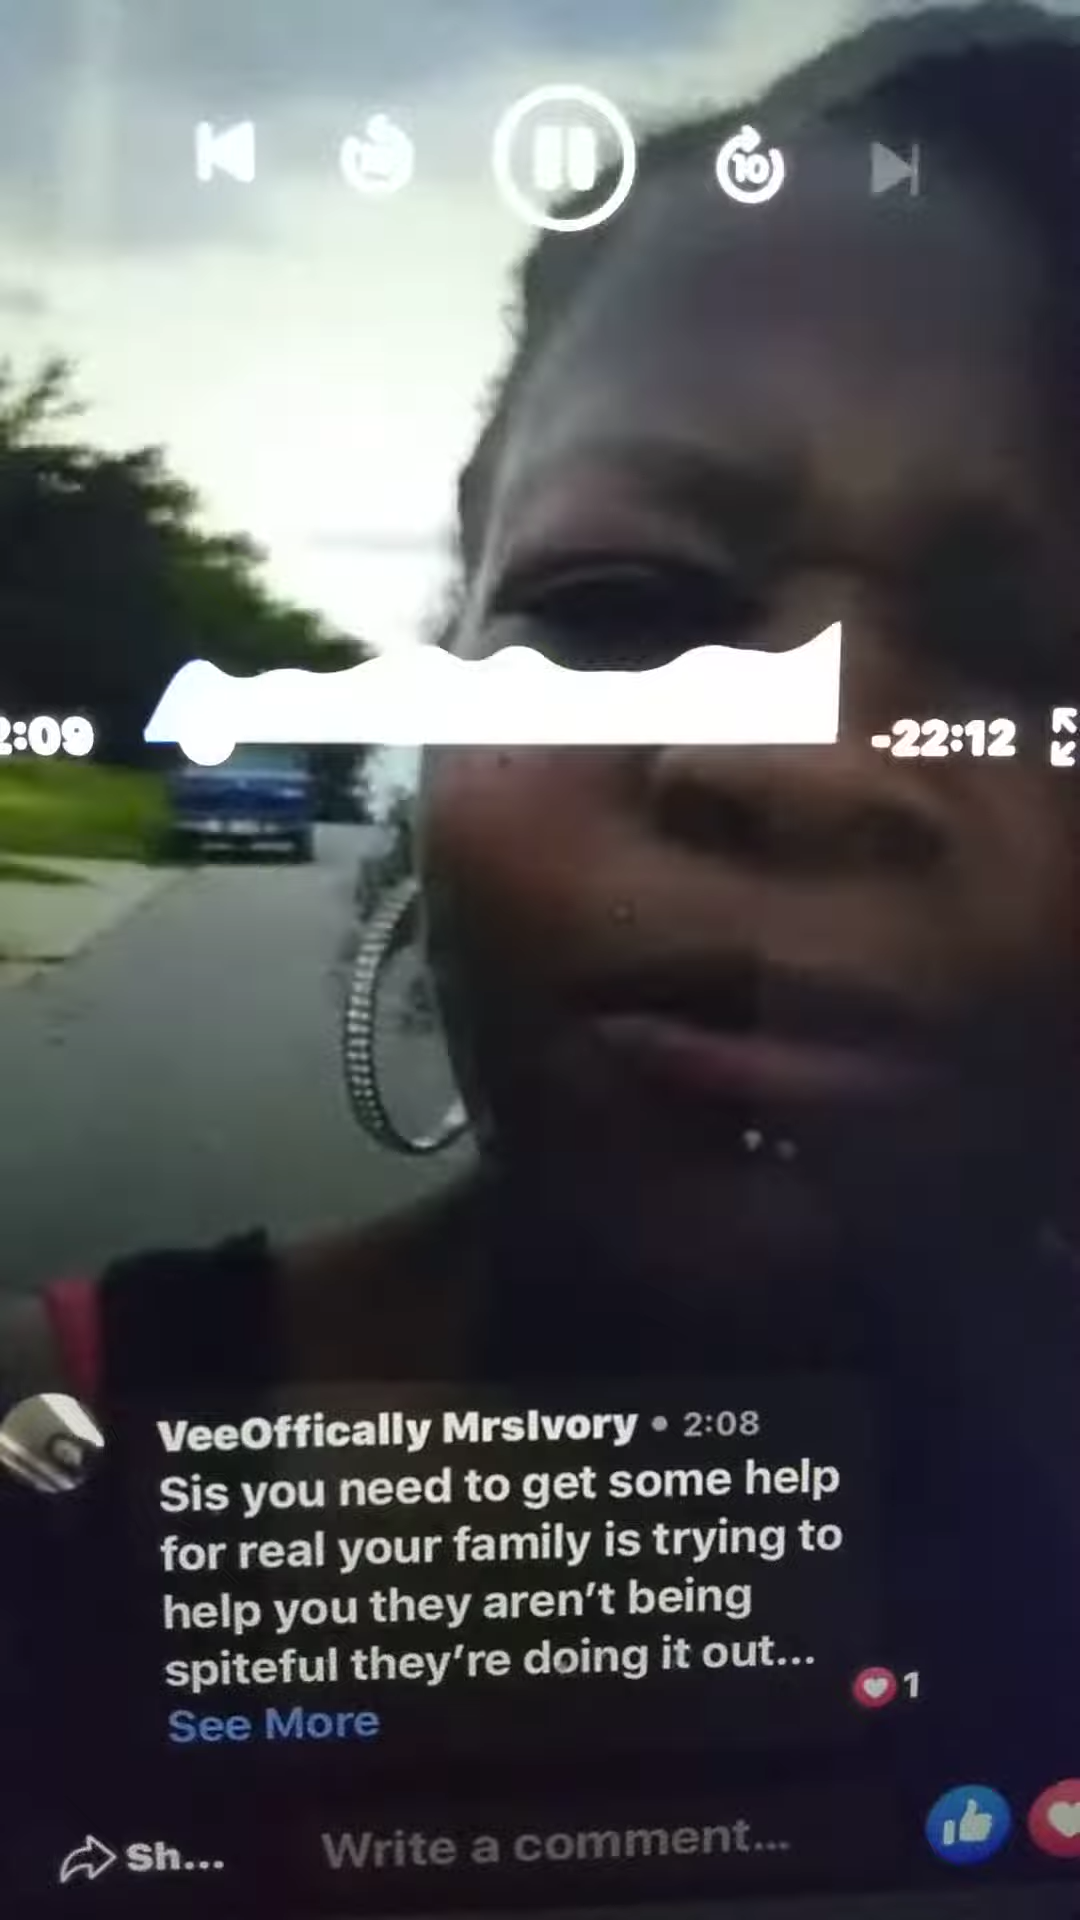 10
2:09
-22:12
VeeOffically MrsIvory • 2:08
Sis you need to get some help
for real your family is trying to
help you they aren't being
spiteful they're doing it out...
See More
1
Sh...
Write a comment...